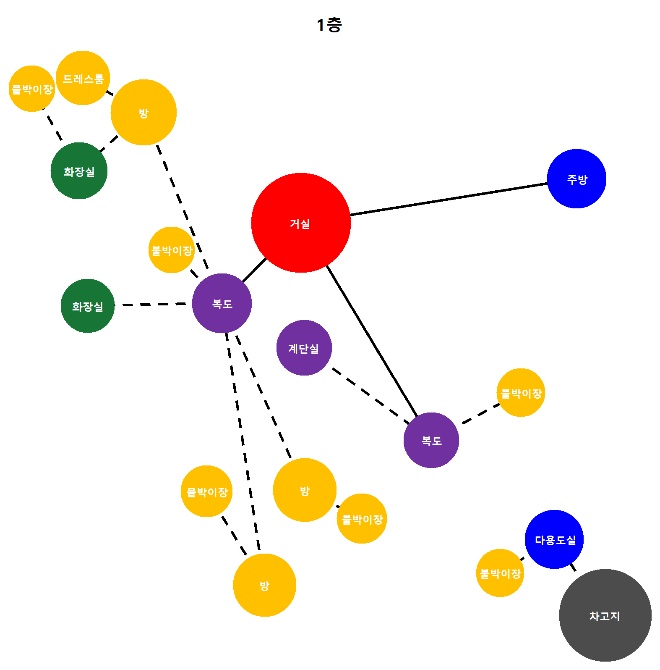 1층
드레스룸
붙박이장
방
화장실
주방
거실
붙박이장
화장실
복도
계단실
붙박이장
복도
방
붙박이장
붙박이장
다용도실
붙박이장
방
차고지